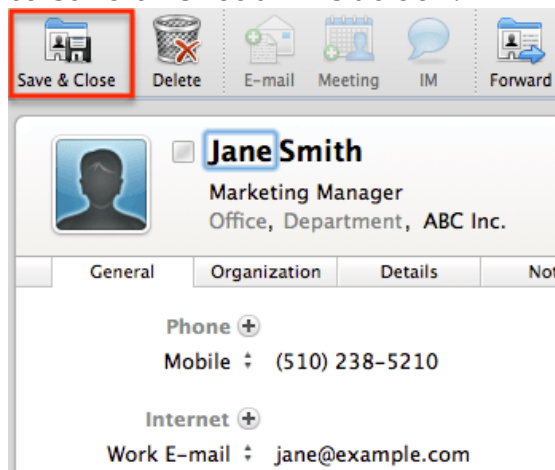 Save & Close Delete E-mail Meeting IM Forward
Jane Smith
Marketing Manager
Office, Department, ABC Inc.
General Organization Details
Phone
Mobile (510) 238-5210
Internet
Work E-mail jane@example.com